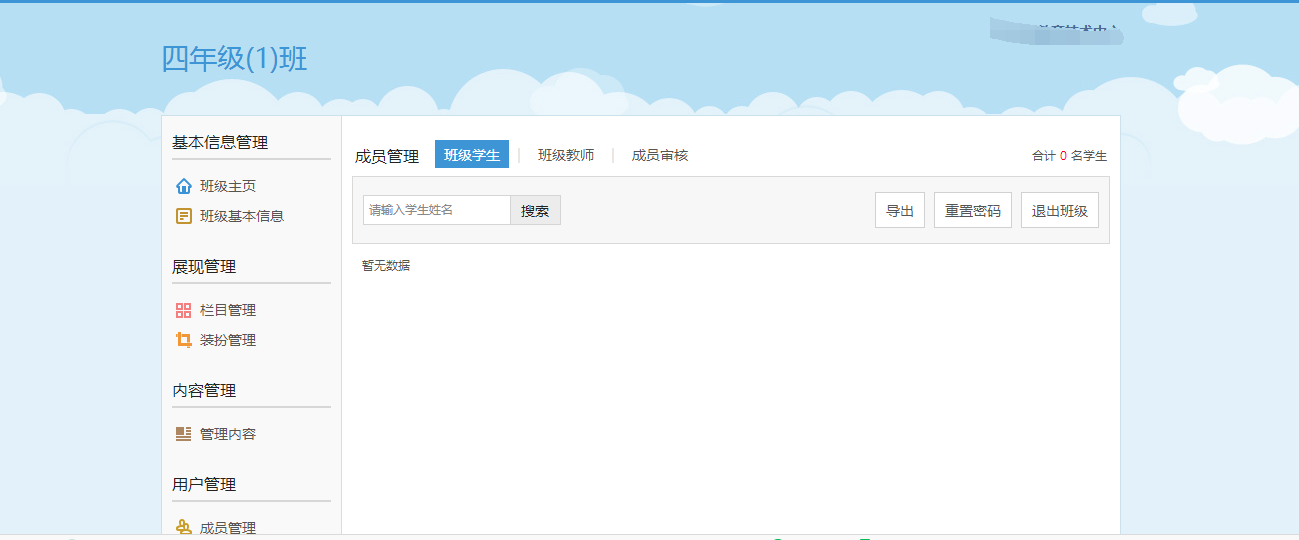 四年级(1)班
基本信息管理
班级主页
班级基本信息
展现管理
栏目管理
装扮管理
内容管理
管理内容
用户管理
成员管理
成员管理 班级学生 班级教师 成员审核 合计 0 名学生
请输入学生姓名 搜索 导出 重置密码 退出班级
暂无数据